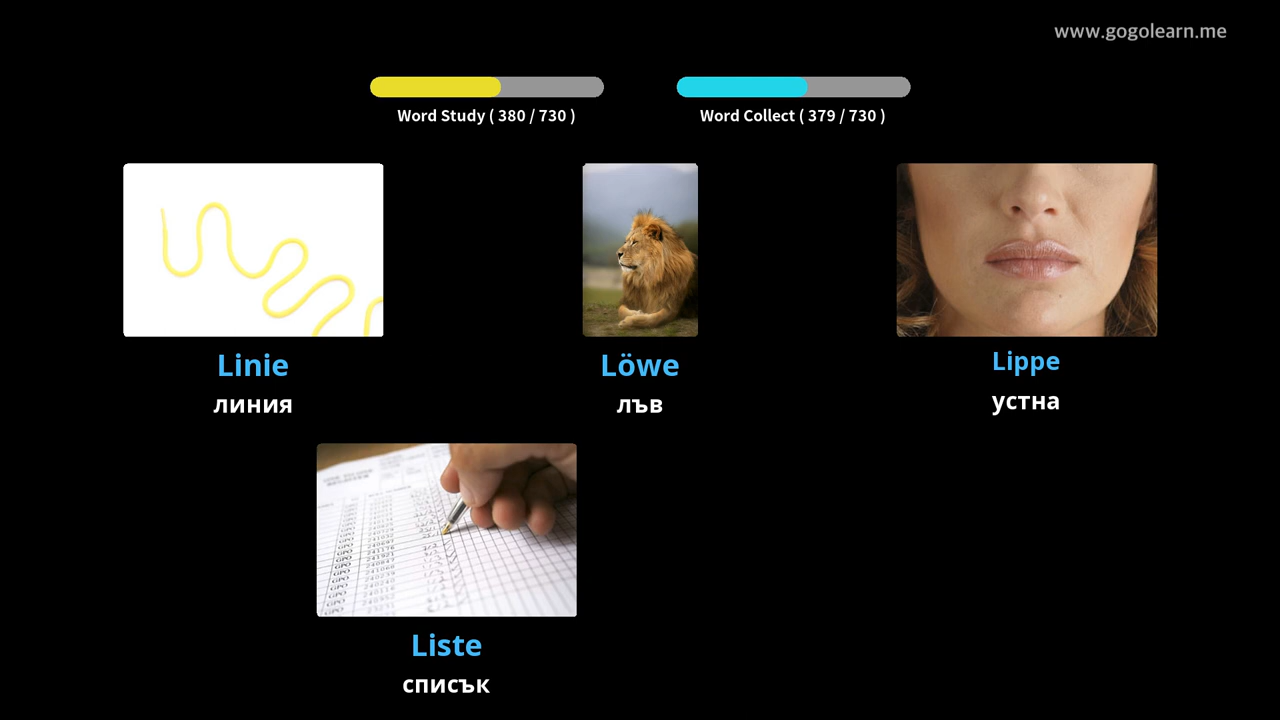 www.gogolearn.me
Word Study ( 380 / 730 )
Word Collect ( 379 / 730 )
Linie
линия
Löwe
лъв
Lippe
устна
Liste
списък